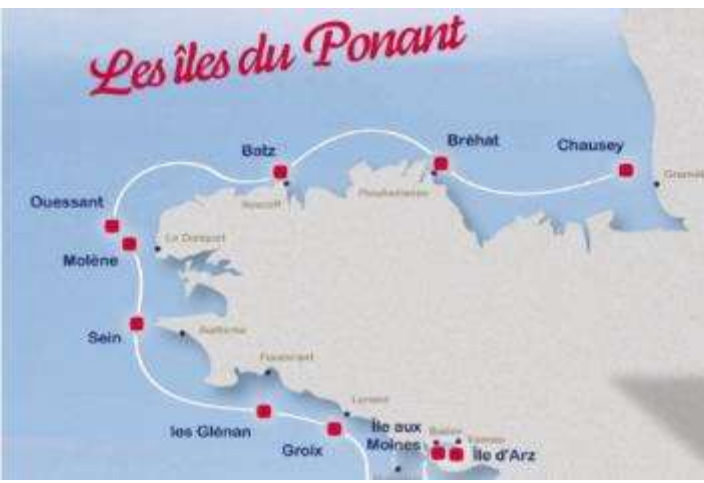 Les îles du Ponant
Bréhat
Batz
Chausey
Roscoff
Ouessant
Le Conquet
Molène
Sein
Audierne
Lorient
les Glénan
Groix
Île aux
Moines
Île d'Arz